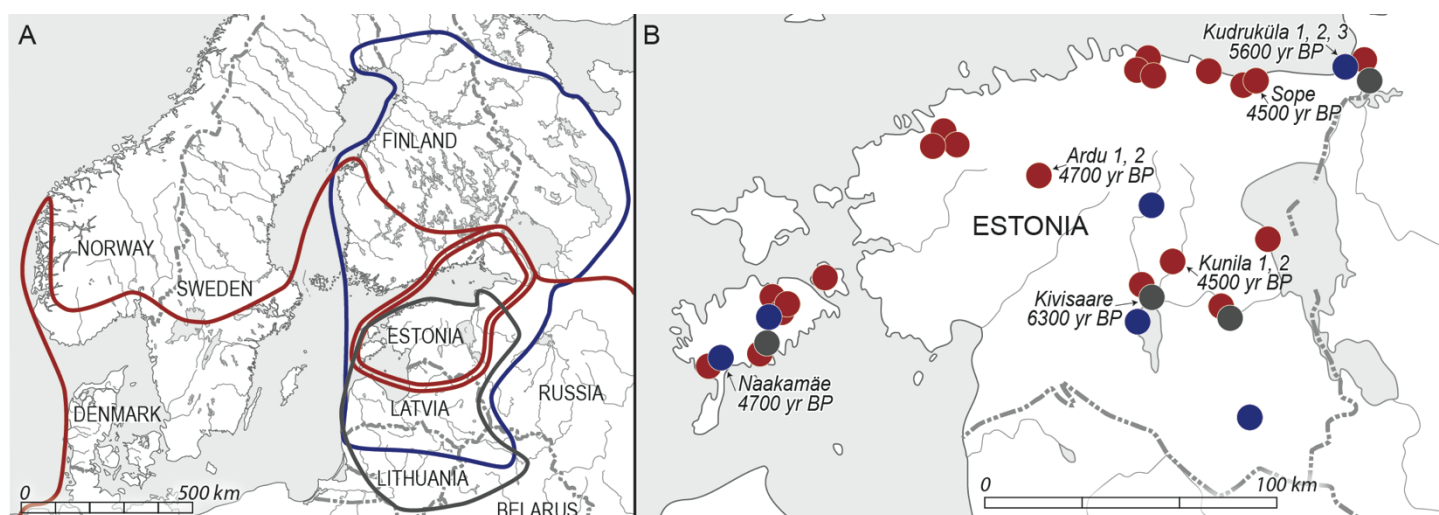 A
FINLAND
NORWAY
SWEDEN
ESTONIA
RUSSIA
DENMARK
LATVIA
LITHUANIA
BELARUS
0
500 km
B
Kudruküla 1, 2, 3
5600 yr BP
Sope
4500 yr BP
Ardu 1, 2
4700 yr BP
ESTONIA
Kunila 1, 2
4500 yr BP
Kivisaare
6300 yr BP
Naakamäe
4700 yr BP
0
100 km